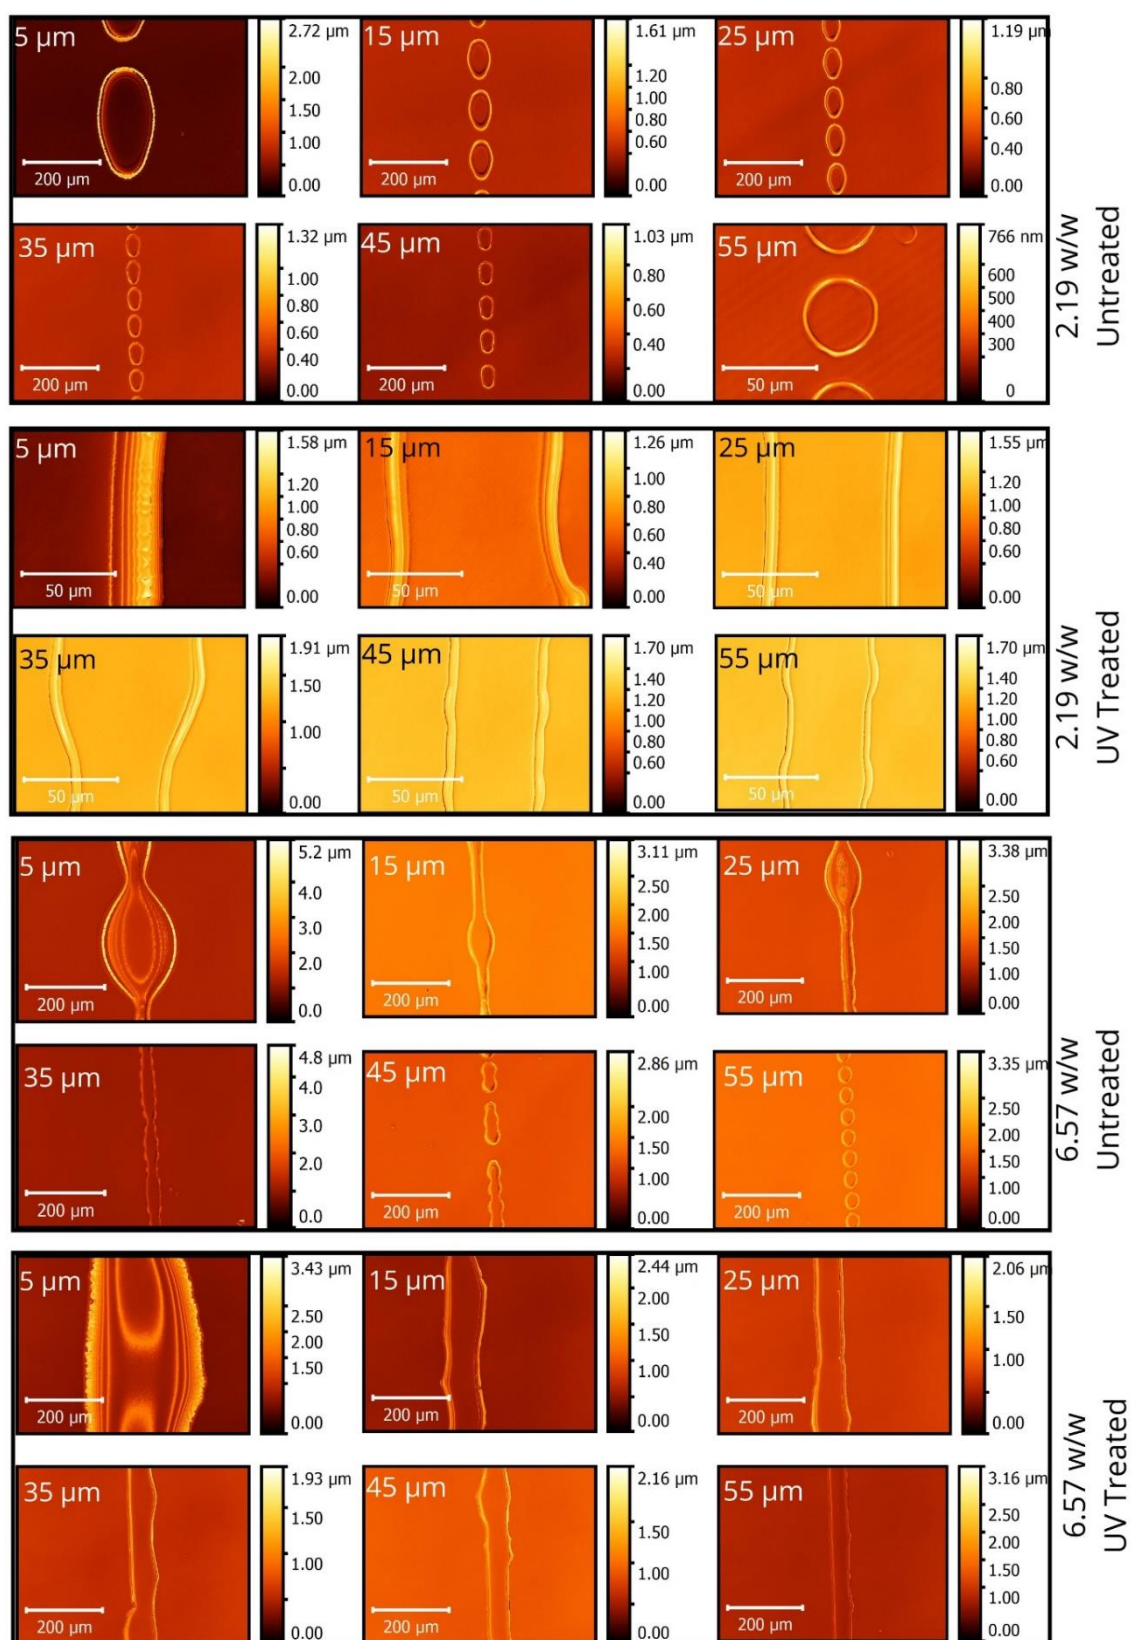 5 µm
2.72 µm
2.00
1.50
1.00
0.00
200 µm
15 µm
1.61 µm
1.20
1.00
0.80
0.60
0.00
200 µm
25 µm
1.19 µm
0.80
0.60
0.40
0.00
200 µm
35 µm
1.32 µm
1.00
0.80
0.60
0.40
0.00
200 µm
45 µm
1.03 µm
0.80
0.60
0.40
0.00
200 µm
55 µm
766 nm
600
500
400
300
0
50 µm
2.19 w/w
Untreated
5 µm
1.58 µm
1.20
1.00
0.80
0.60
0.00
50 µm
15 µm
1.26 µm
1.00
0.80
0.60
0.40
0.00
50 µm
25 µm
1.55 µm
1.20
1.00
0.80
0.60
0.00
50 µm
35 µm
1.91 µm
1.50
1.00
0.00
50 µm
45 µm
1.70 µm
1.40
1.20
1.00
0.80
0.60
0.00
50 µm
55 µm
1.70 µm
1.40
1.20
1.00
0.80
0.60
0.00
50 µm
2.19 w/w
UV Treated
5 µm
5.2 µm
4.0
3.0
2.0
0.0
200 µm
15 µm
3.11 µm
2.50
2.00
1.50
1.00
0.00
200 µm
25 µm
3.38 µm
2.50
2.00
1.50
1.00
0.00
200 µm
35 µm
4.8 µm
4.0
3.0
2.0
0.0
200 µm
45 µm
2.86 µm
2.00
1.50
1.00
0.00
200 µm
55 µm
3.35 µm
2.50
2.00
1.50
1.00
0.00
200 µm
6.57 w/w
Untreated
5 µm
3.43 µm
2.50
2.00
1.50
0.00
200 µm
15 µm
2.44 µm
2.00
1.50
1.00
0.00
200 µm
25 µm
2.06 µm
1.50
1.00
0.00
200 µm
35 µm
1.93 µm
1.50
1.00
0.00
200 µm
45 µm
2.16 µm
1.50
1.00
0.00
200 µm
55 µm
3.16 µm
2.50
2.00
1.50
1.00
0.00
200 µm
6.57 w/w
UV Treated